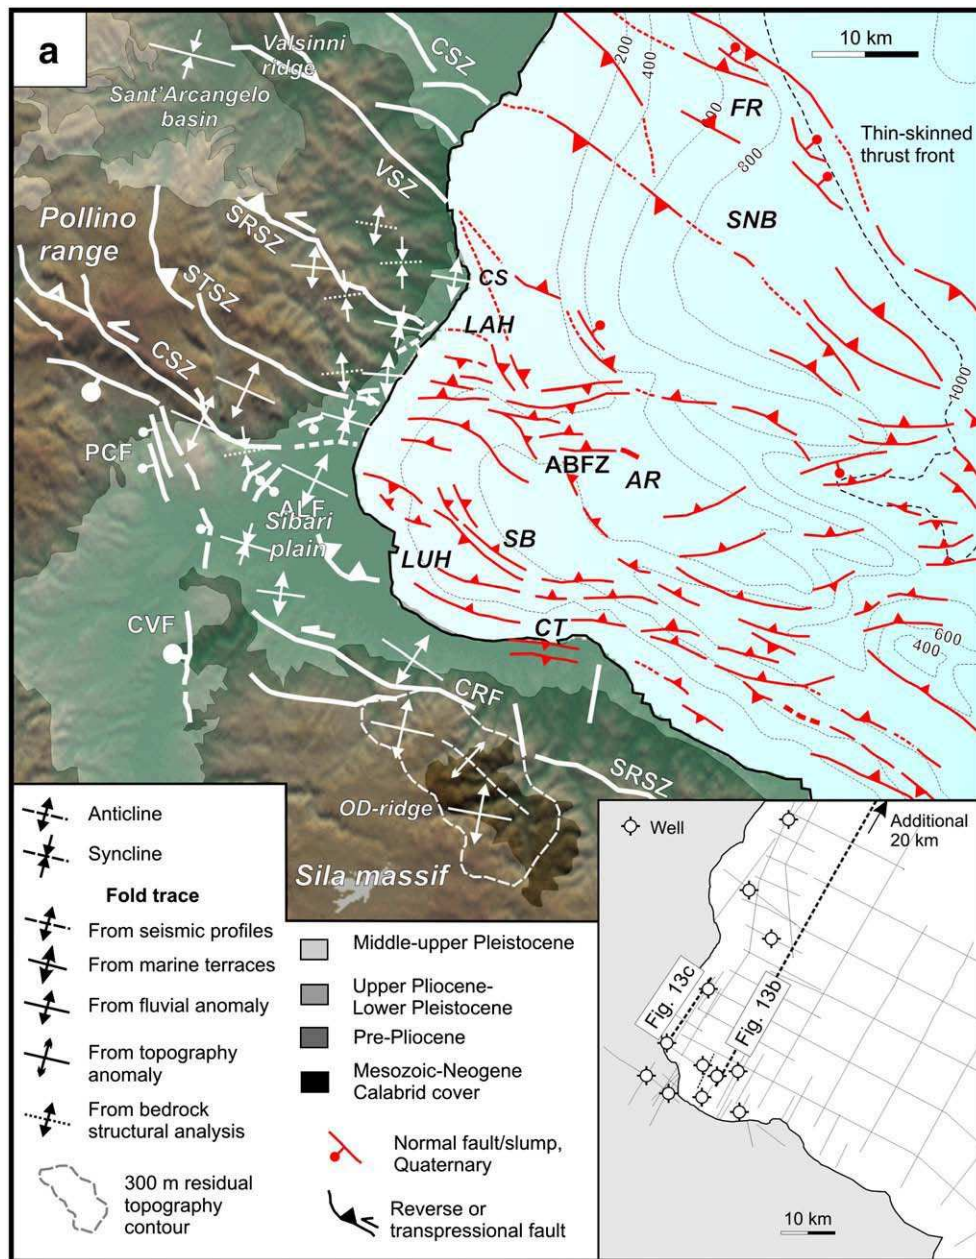 a
Valsinni
ridge
CSZ
Sant'Arcangelo
basin
200
400
10 km
FR
800
Thin-skinned
thrust front
VSZ
SRSZ
Pollino
range
SNB
STSZ
CS
LAH
CSZ
1000
PCF
ABFZ
AR
ALF
Sibari
plain
SB
LUH
CVF
CT
600
400
CRF
SRSZ
OD-ridge
Sila massif
Anticline
Syncline
Fold trace
From seismic profiles
From marine terraces
From fluvial anomaly
From topography
anomaly
From bedrock
structural analysis
300 m residual
topography
contour
Middle-upper Pleistocene
Upper Pliocene-
Lower Pleistocene
Pre-Pliocene
Mesozoic-Neogene
Calabrid cover
Normal fault/slump,
Quaternary
Reverse or
transpressional fault
Well
Additional
20 km
Fig. 13c
Fig. 13b
10 km